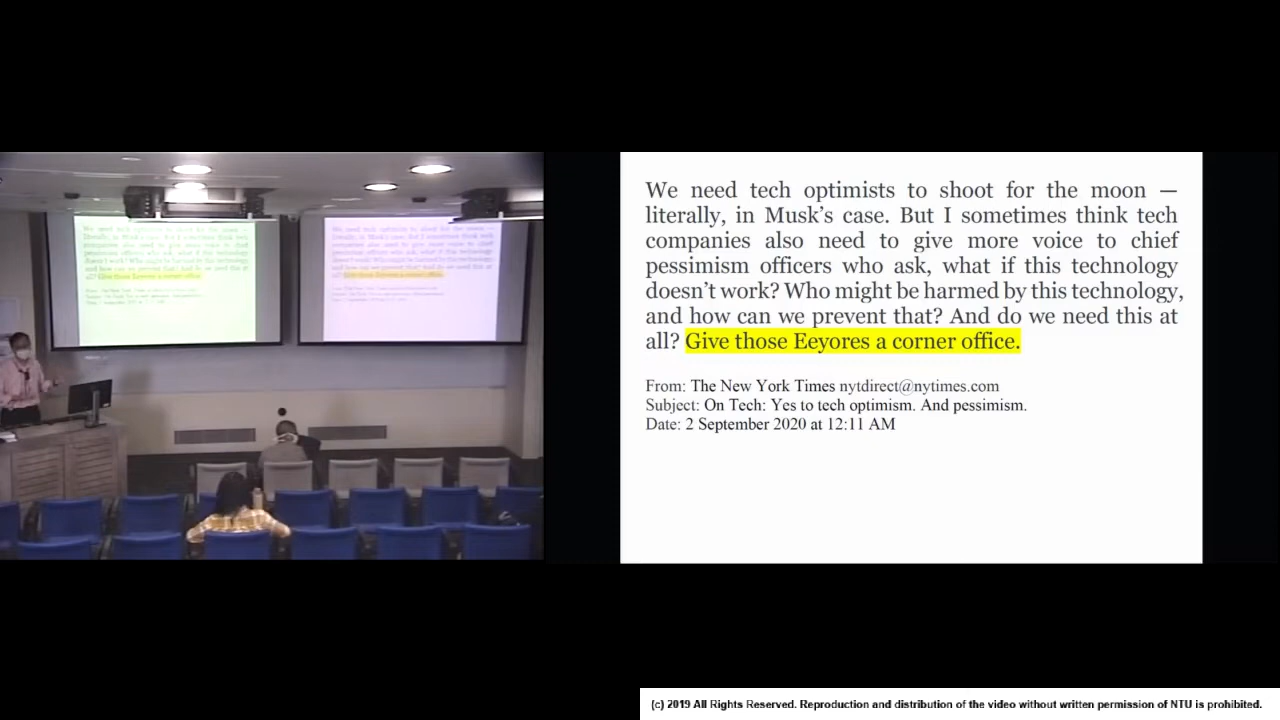 We need tech optimists to shoot for the moon —
literally, in Musk's case. But I sometimes think tech
companies also need to give more voice to chief
pessimism officers who ask, what if this technology
doesn't work? Who might be harmed by this technology,
and how can we prevent that? And do we need this at
all? Give those Eeyores a corner office.
From: The New York Times nytdirect@nytimes.com
Subject: On Tech: Yes to tech optimism. And pessimism.
Date: 2 September 2020 at 12:11 AM
(c) 2019 All Rights Reserved. Reproduction and distribution of the video without written permission of NTU is prohibited.